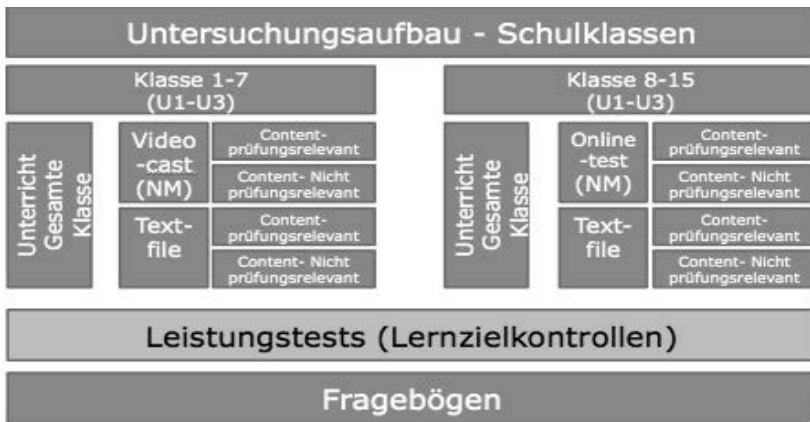 Untersuchungsaufbau - Schulklassen
Klasse 1-7
(U1-U3)
Unterricht
Gesamte
Klasse
Video
-cast
(NM)
Content-
prüfungsrelevant
Content- Nicht
prüfungsrelevant
Text-
file
Content-
prüfungsrelevant
Content- Nicht
prüfungsrelevant
Klasse 8-15
(U1-U3)
Unterricht
Gesamte
Klasse
Online
-test
(NM)
Content-
prüfungsrelevant
Content- Nicht
prüfungsrelevant
Text-
file
Content-
prüfungsrelevant
Content- Nicht
prüfungsrelevant
Leistungstests (Lernzielkontrollen)
Fragebögen